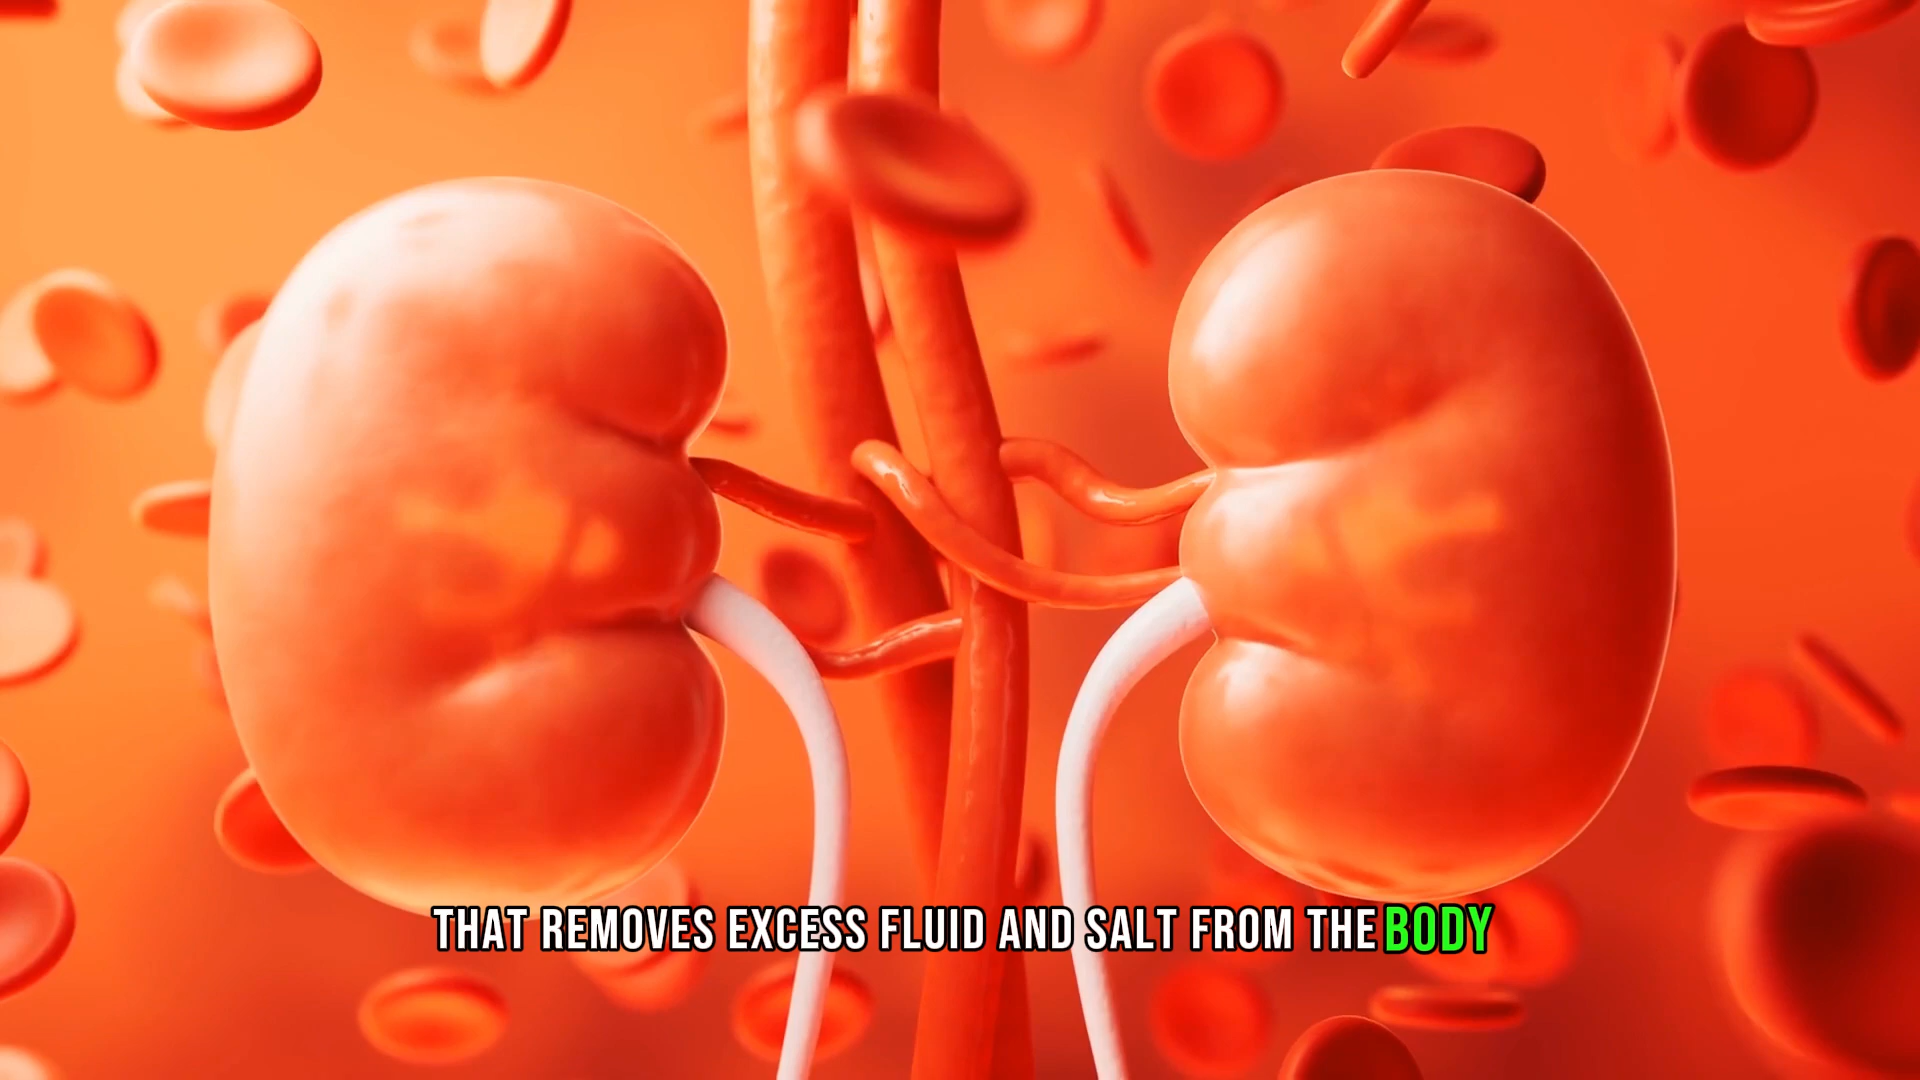 THAT REMOVES EXCESS FLUID AND SALT FROM THE BODY